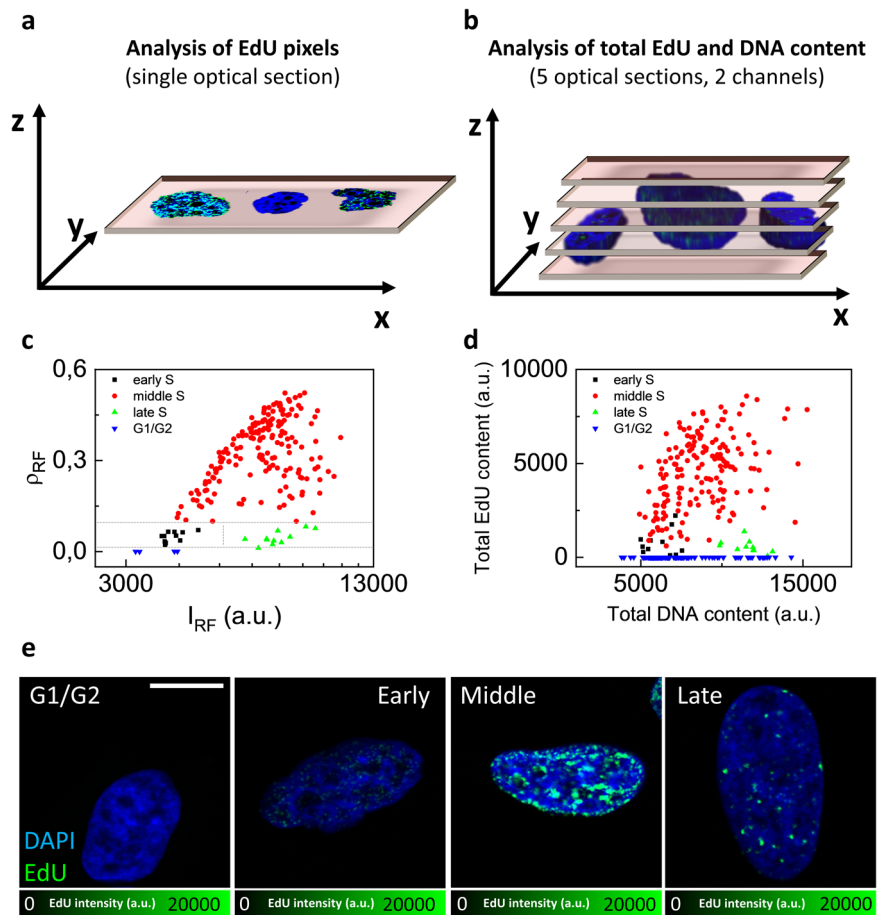 a
Analysis of EdU pixels
(single optical section)
z
y
x
b
Analysis of total EdU and DNA content
(5 optical sections, 2 channels)
z
y
x
c
0,6
0,3
0,0
ρRF
early S
middle S
late S
G1/G2
3000
13000
IRF (a.u.)
d
10000
5000
0
Total EdU content (a.u.)
early S
middle S
late S
G1/G2
5000
15000
Total DNA content (a.u.)
e
G1/G2
DAPI
EdU
0 EdU intensity (a.u.) 20000
Early
0 EdU intensity (a.u.) 20000
Middle
0 EdU intensity (a.u.) 20000
Late
0 EdU intensity (a.u.) 20000